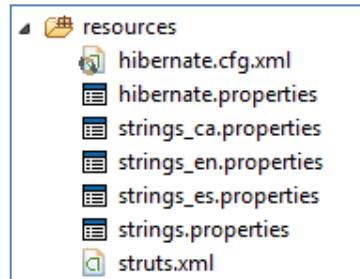 resources
hibernate.cfg.xml
hibernate.properties
strings_ca.properties
strings_en.properties
strings_es.properties
strings.properties
struts.xml